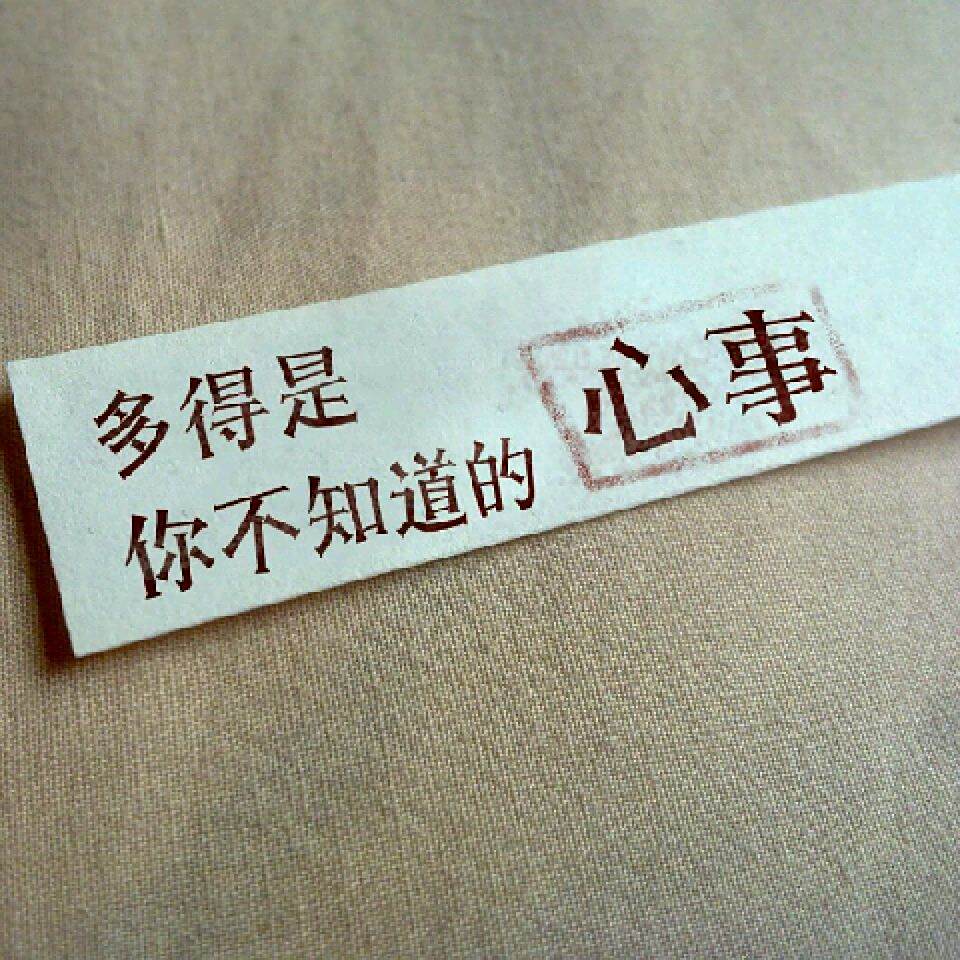 多得是
你不知道的
心事